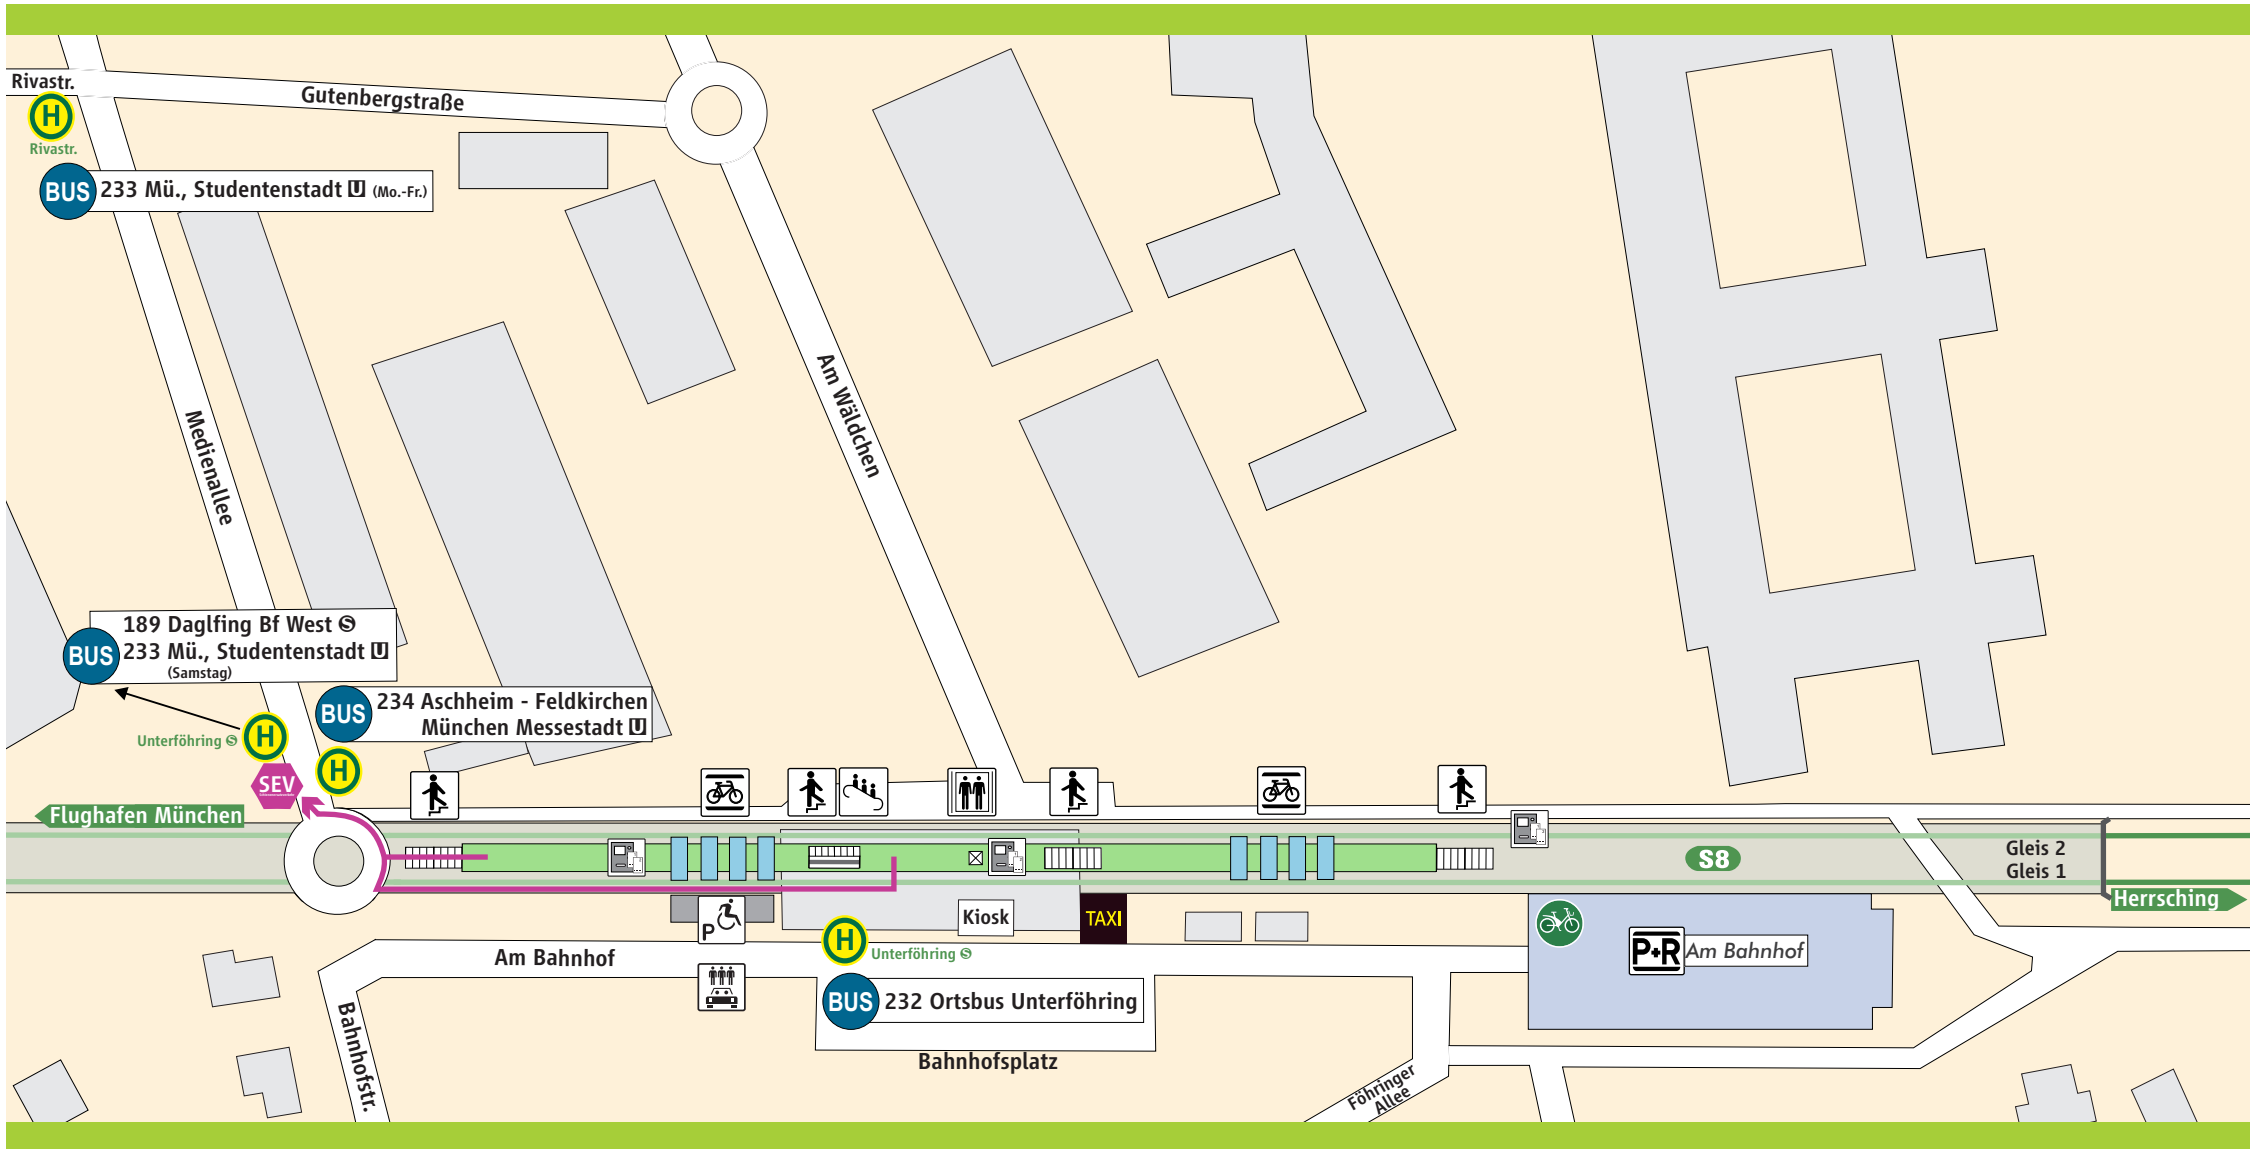 Rivastr.
Gutenbergstraße
H
Rivastr.
BUS 233 Mü., Studentenstadt U (Mo.-Fr.)
Am Wäldchen
Medienallee
189 Daglfing Bf West S
BUS 233 Mü., Studentenstadt U
(Samstag)
BUS 234 Aschheim - Feldkirchen
München Messestadt U
Unterföhring S H
H
SEV
Flughafen München
Gleis 2
S8
Gleis 1
Herrsching
P
Kiosk
TAXI
H
Unterföhring S
Am Bahnhof
P+R Am Bahnhof
BUS 232 Ortsbus Unterföhring
Bahnhofstr.
Bahnhofsplatz
Föhringer
Allee